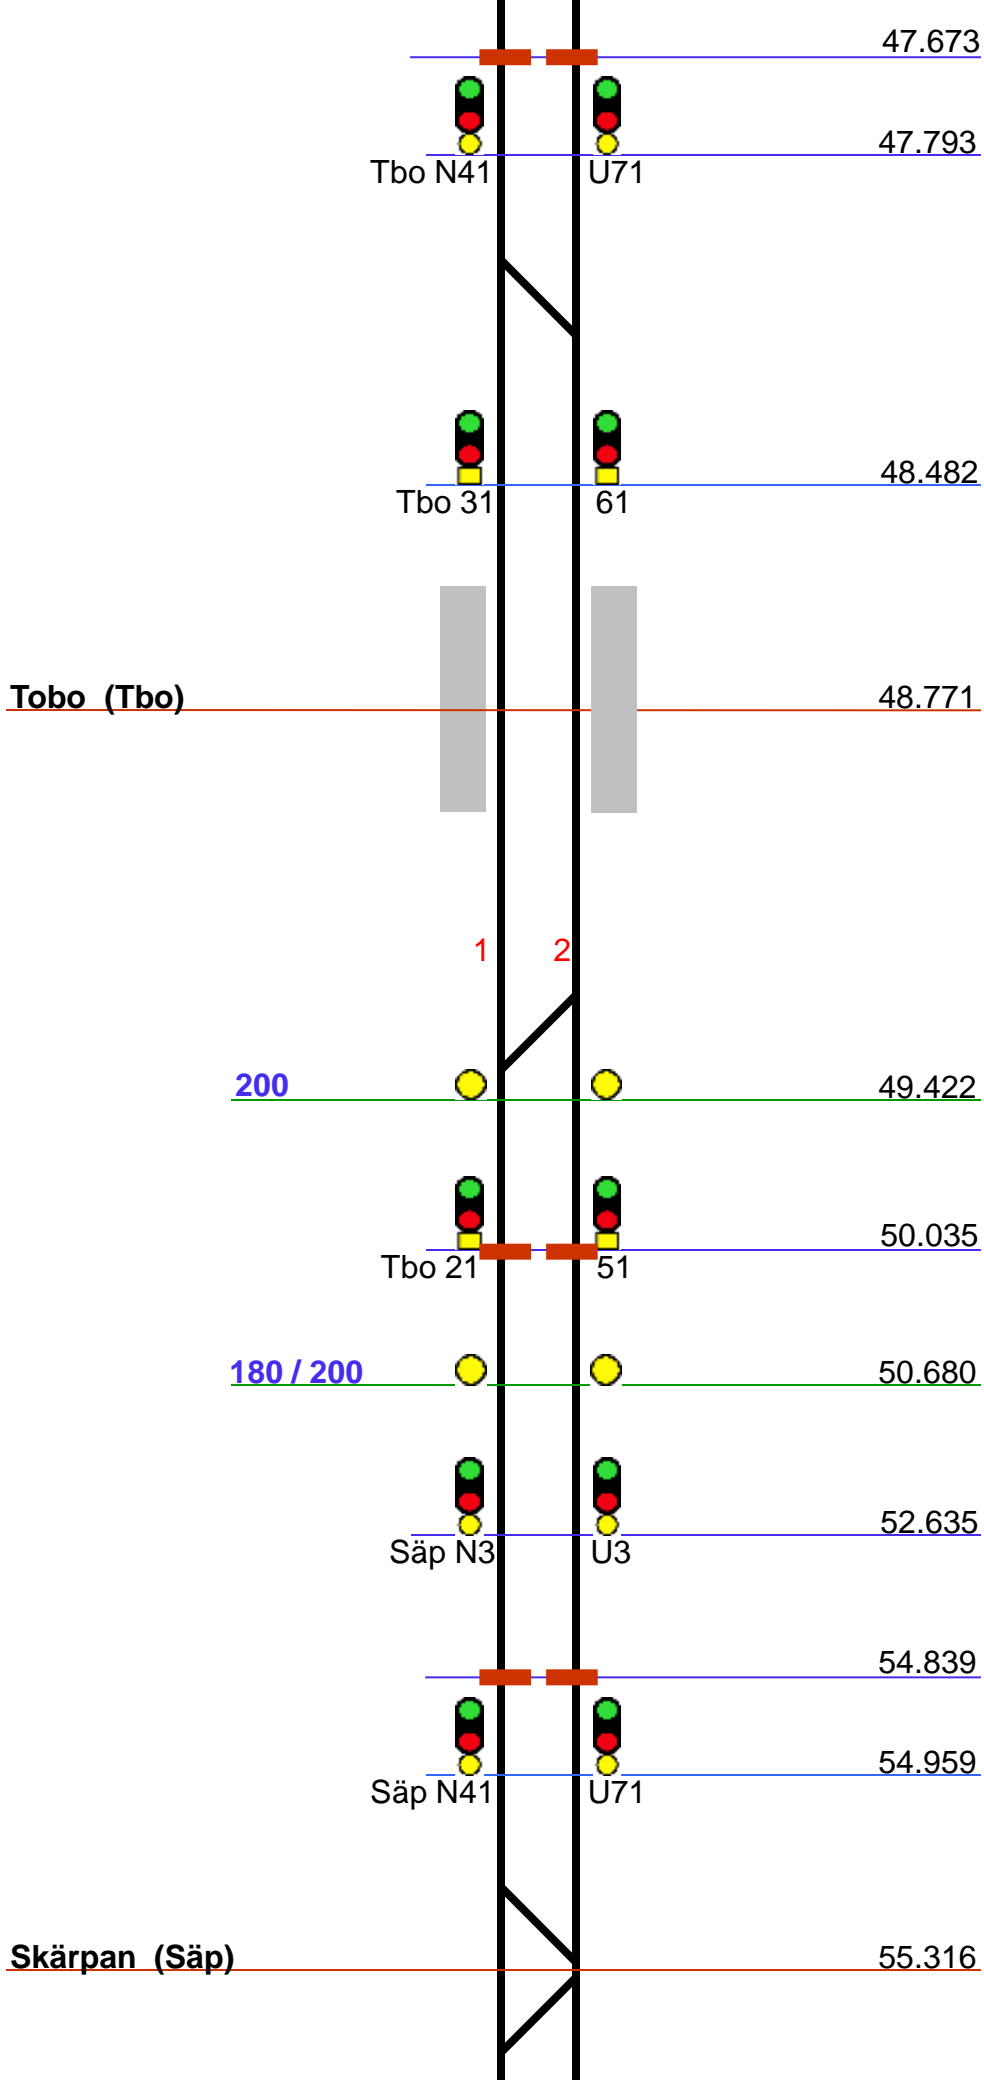 47.673
47.793
Tbo N41 U71
48.482
Tbo 31 61
Tobo (Tbo) 48.771
1 2
200 49.422
50.035
Tbo 21 51
180 / 200 50.680
52.635
Säp N3 U3
54.839
54.959
Säp N41 U71
Skärpan (Säp) 55.316